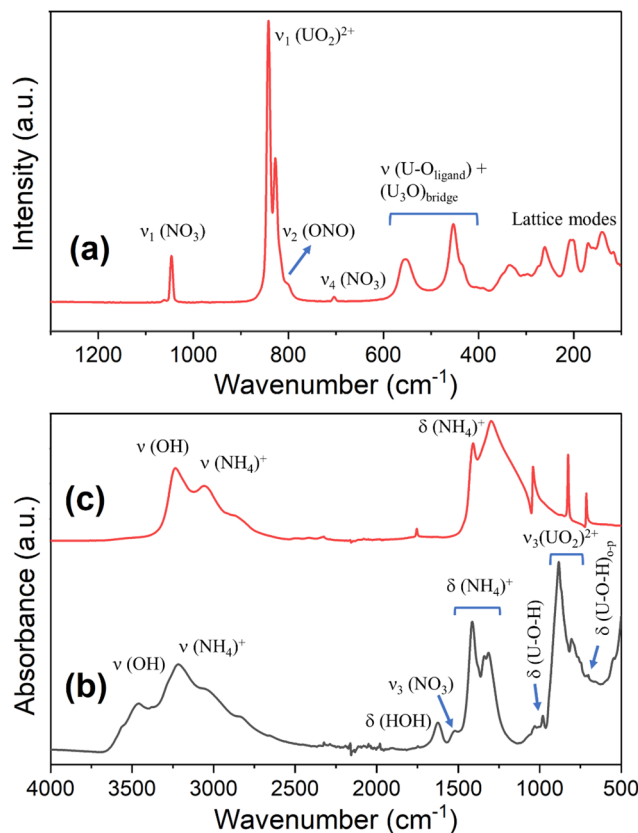 Intensity (a.u.)
ν₁ (UO₂)²⁺
ν (U-O_ligand) +
(U₃O)_bridge
Lattice modes
(a)
ν₁ (NO₃)
ν₂ (ONO)
ν₄ (NO₃)
1200 1000 800 600 400 200
Wavenumber (cm⁻¹)
Absorbance (a.u.)
δ (NH₄)⁺
ν (OH)
(c)
ν (NH₄)⁺
ν₃(UO₂)²⁺
δ (NH₄)⁺
δ (U-O-H)
δ (U-O-H)ₒ₋ₚ
ν (NH₄)⁺
ν (OH)
(b)
ν₃ (NO₃)
δ (HOH)
4000 3500 3000 2500 2000 1500 1000 500
Wavenumber (cm⁻¹)